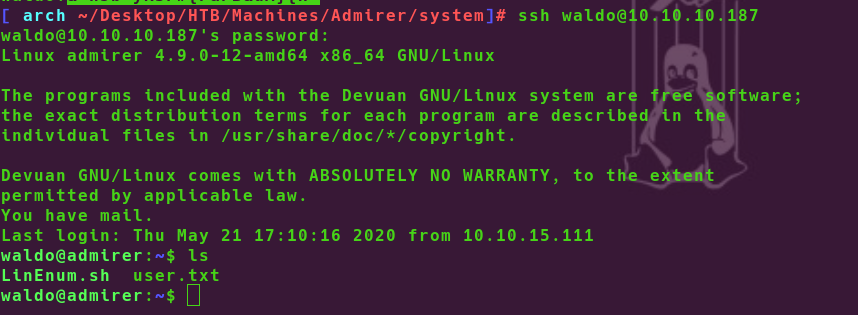 [ arch ~/Desktop/HTB/Machines/Admirer/system]# ssh waldo@10.10.10.187
waldo@10.10.10.187's password:
Linux admirer 4.9.0-12-amd64 x86_64 GNU/Linux
The programs included with the Devuan GNU/Linux system are free software;
the exact distribution terms for each program are described in the
individual files in /usr/share/doc/*/copyright.
Devuan GNU/Linux comes with ABSOLUTELY NO WARRANTY, to the extent
permitted by applicable law.
You have mail.
Last login: Thu May 21 17:10:16 2020 from 10.10.15.111
waldo@admirer:~$ ls
LinEnum.sh  user.txt
waldo@admirer:~$